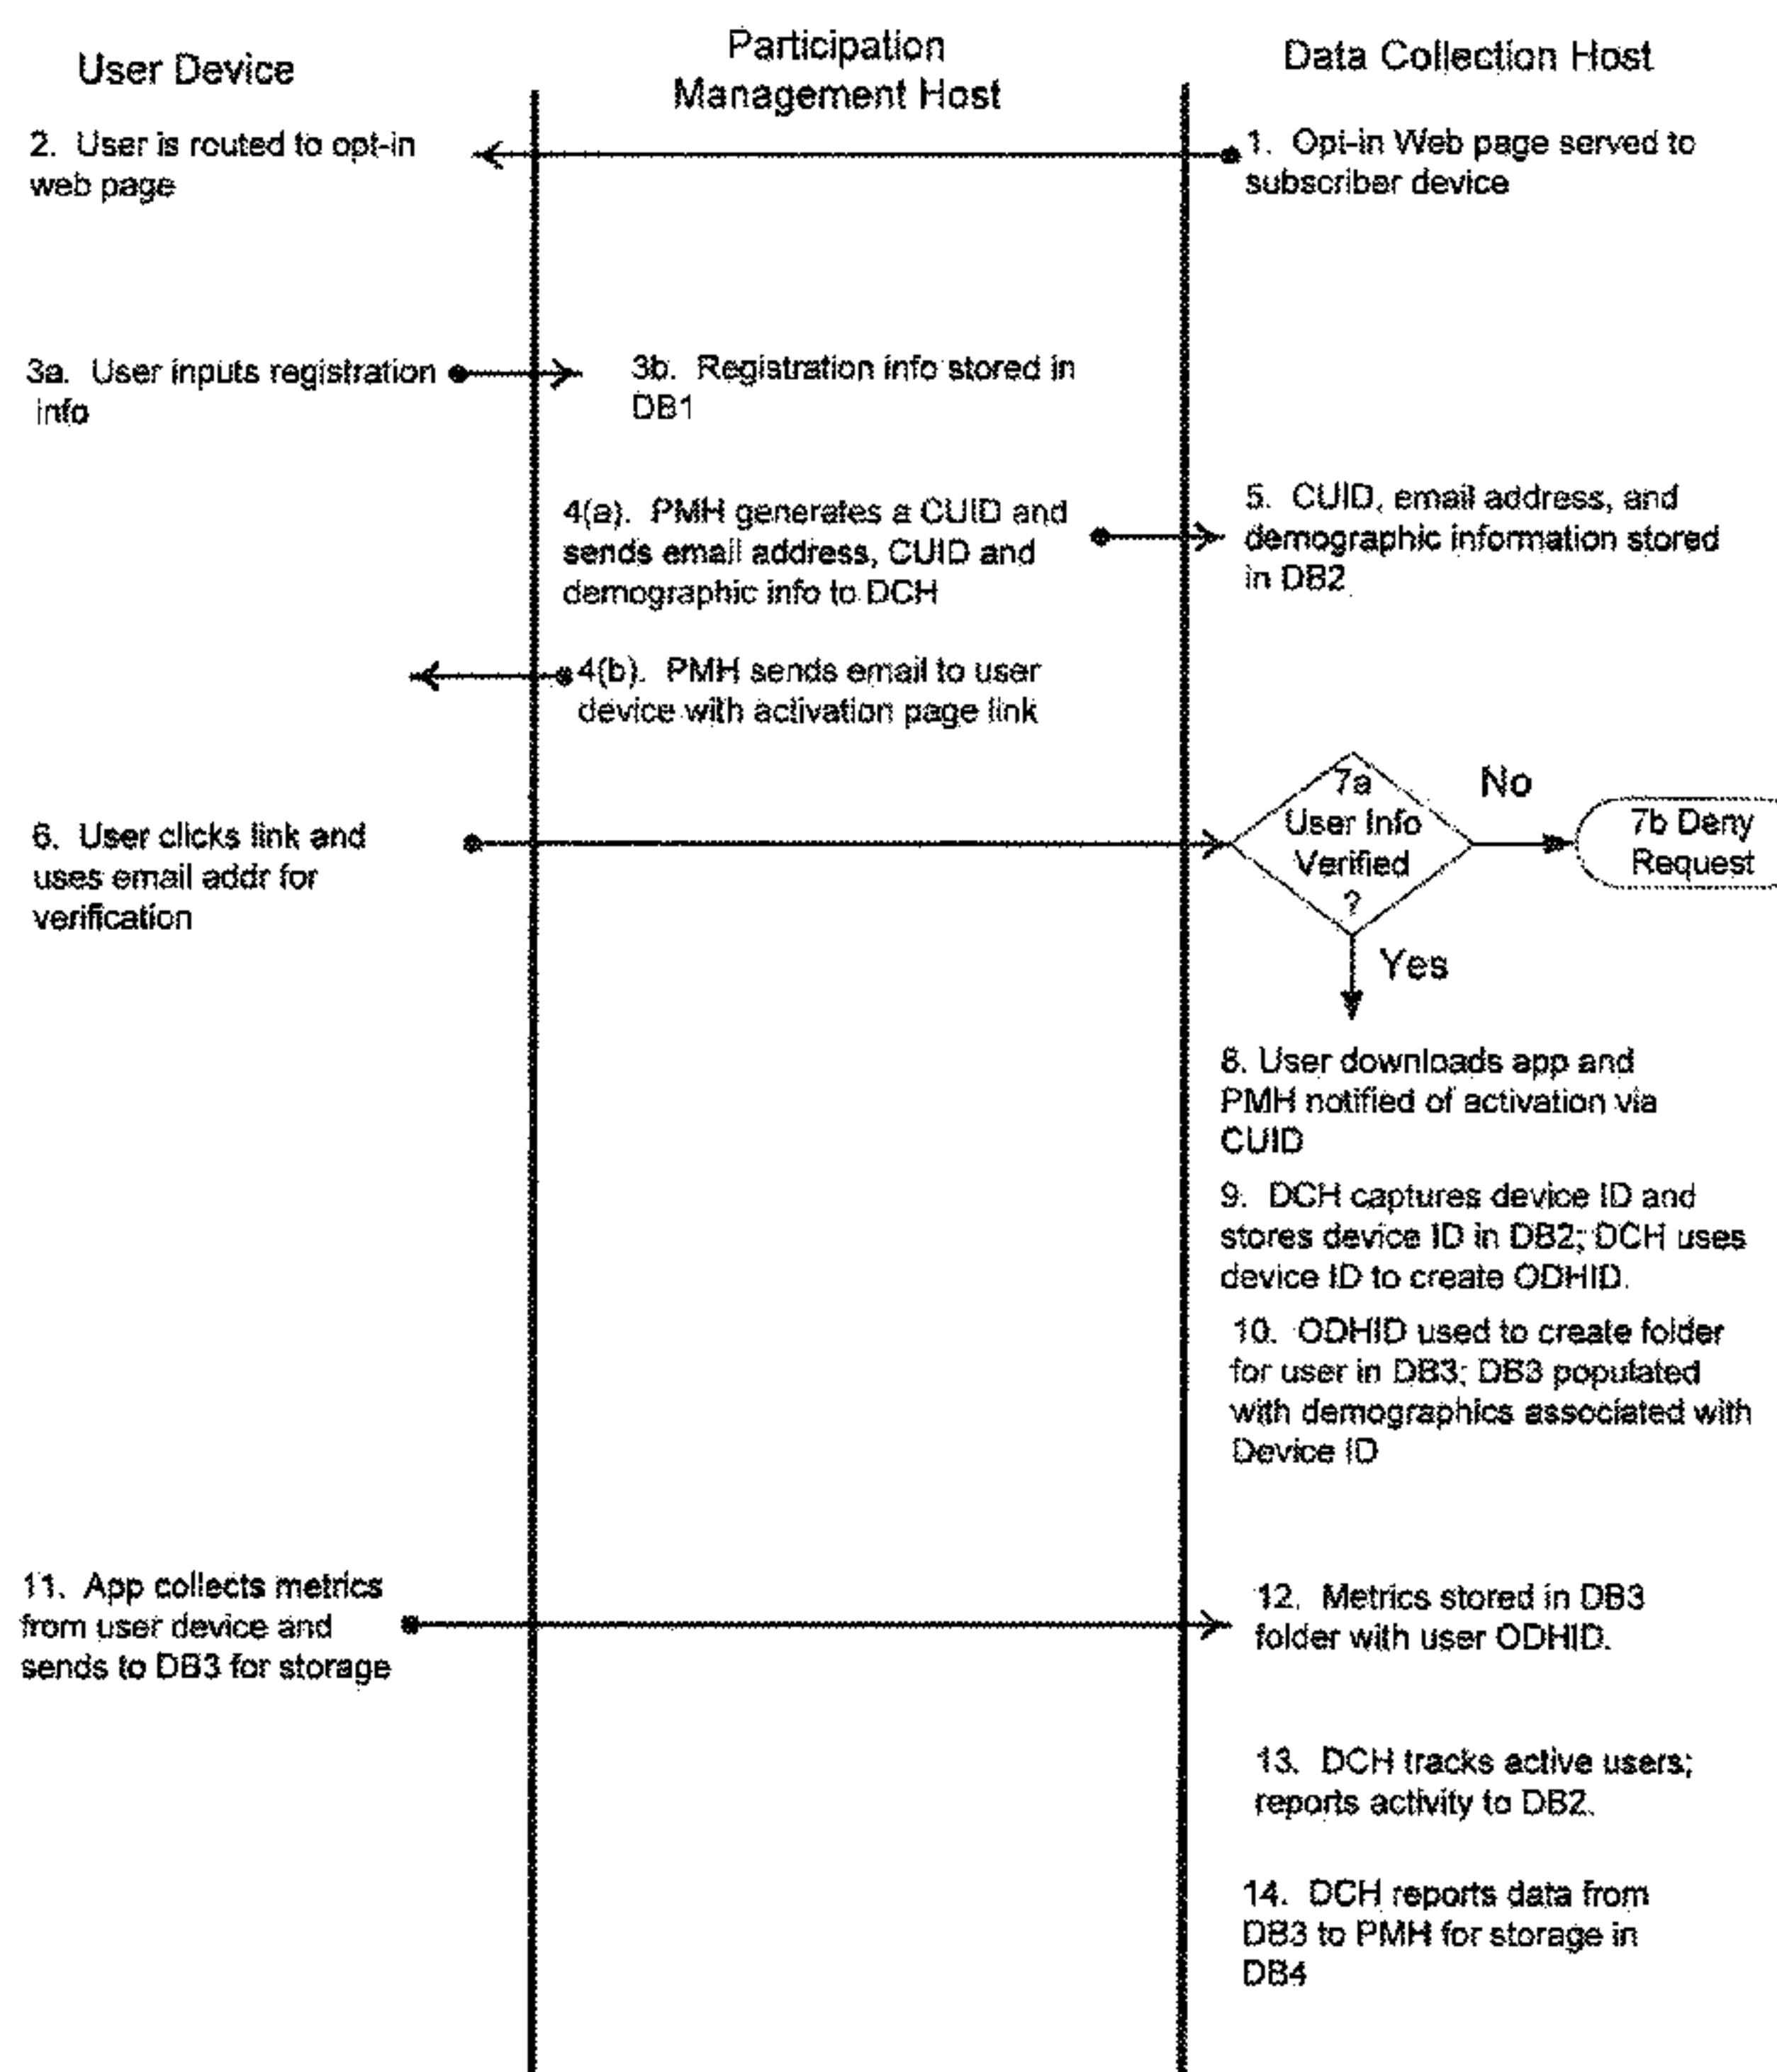 User Device
Participation
Management Host
Data Collection Host
2. User is routed to opt-in
web page
1. Opt-in Web page served to
subscriber device
3a. User inputs registration
info
3b. Registration info stored in
DB1
4(a). PMH generates a CUID and
sends email address, CUID and
demographic info to DCH
5. CUID, email address, and
demographic information stored
in DB2
4(b). PMH sends email to user
device with activation page link
6. User clicks link and
uses email addr for
verification
7a
User Info
Verified
?
No
7b Deny
Request
Yes
8. User downloads app and
PMH notified of activation via
CUID
9. DCH captures device ID and
stores device ID in DB2; DCH uses
device ID to create ODHID.
10. ODHID used to create folder
for user in DB3; DB3 populated
with demographics associated with
Device ID
11. App collects metrics
from user device and
sends to DB3 for storage
12. Metrics stored in DB3
folder with user ODHID.
13. DCH tracks active users;
reports activity to DB2.
14. DCH reports data from
DB3 to PMH for storage in
DB4